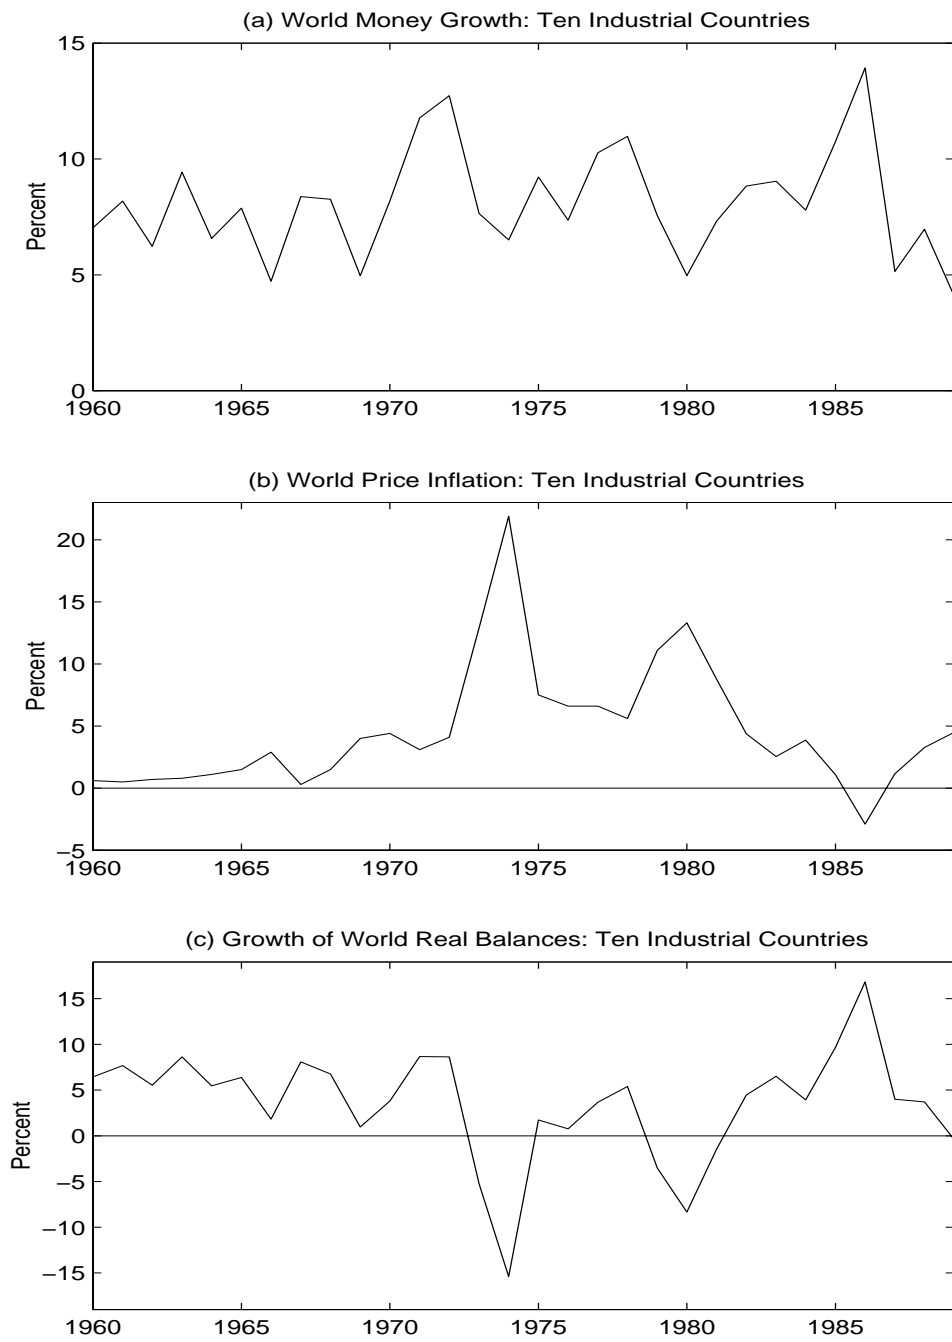 (a) World Money Growth: Ten Industrial Countries
15
10
Percent
5
0
1960 1965 1970 1975 1980 1985
(b) World Price Inflation: Ten Industrial Countries
20
15
Percent
10
5
0
−5
1960 1965 1970 1975 1980 1985
(c) Growth of World Real Balances: Ten Industrial Countries
15
10
5
Percent
0
−5
−10
−15
1960 1965 1970 1975 1980 1985